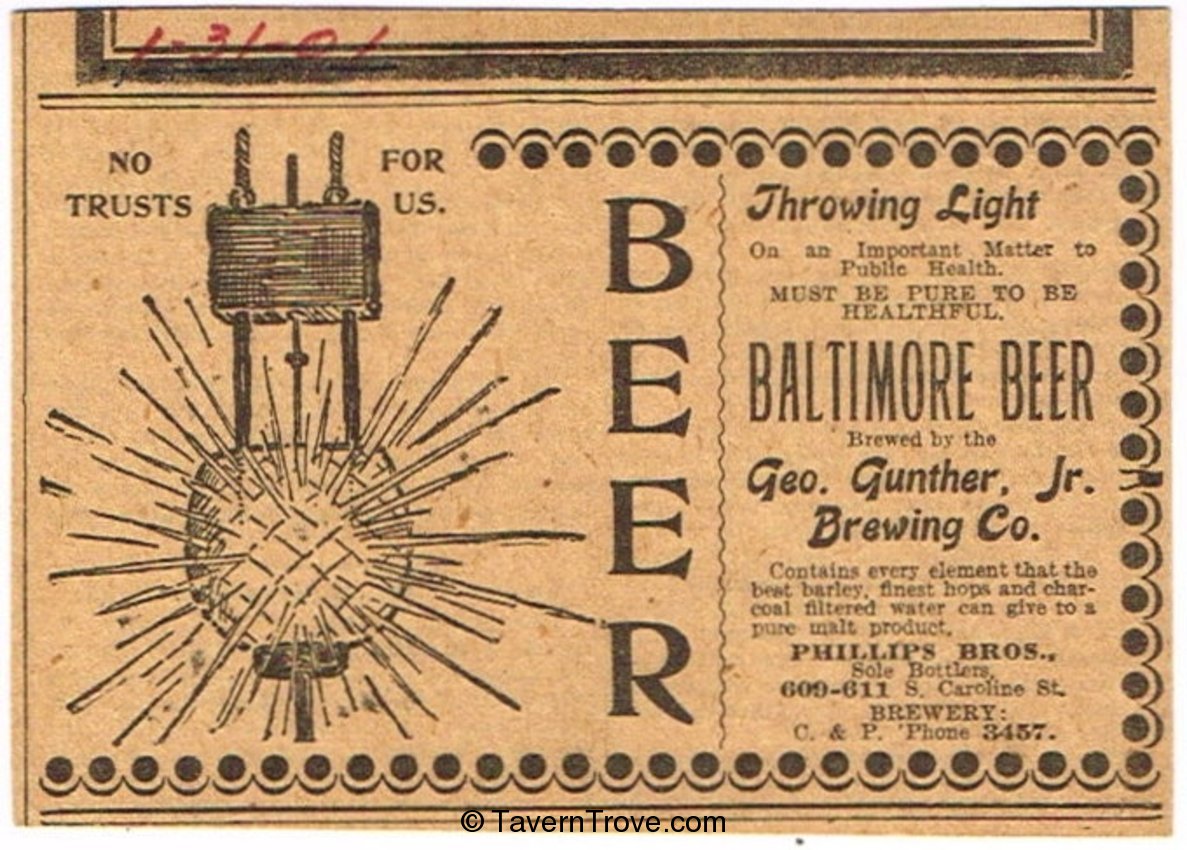 1-31-01
NO
TRUSTS
FOR
US.
BEER
Throwing Light
On an Important Matter to
Public Health.
MUST BE PURE TO BE
HEALTHFUL.
BALTIMORE BEER
Brewed by the
Geo. Gunther, Jr.
Brewing Co.
Contains every element that the
best barley, finest hops and char-
coal filtered water can give to a
pure malt product.
PHILLIPS BROS.,
Sole Bottlers,
609-611 S. Caroline St.
BREWERY:
C. & P. 'Phone 3457.
© TavernTrove.com